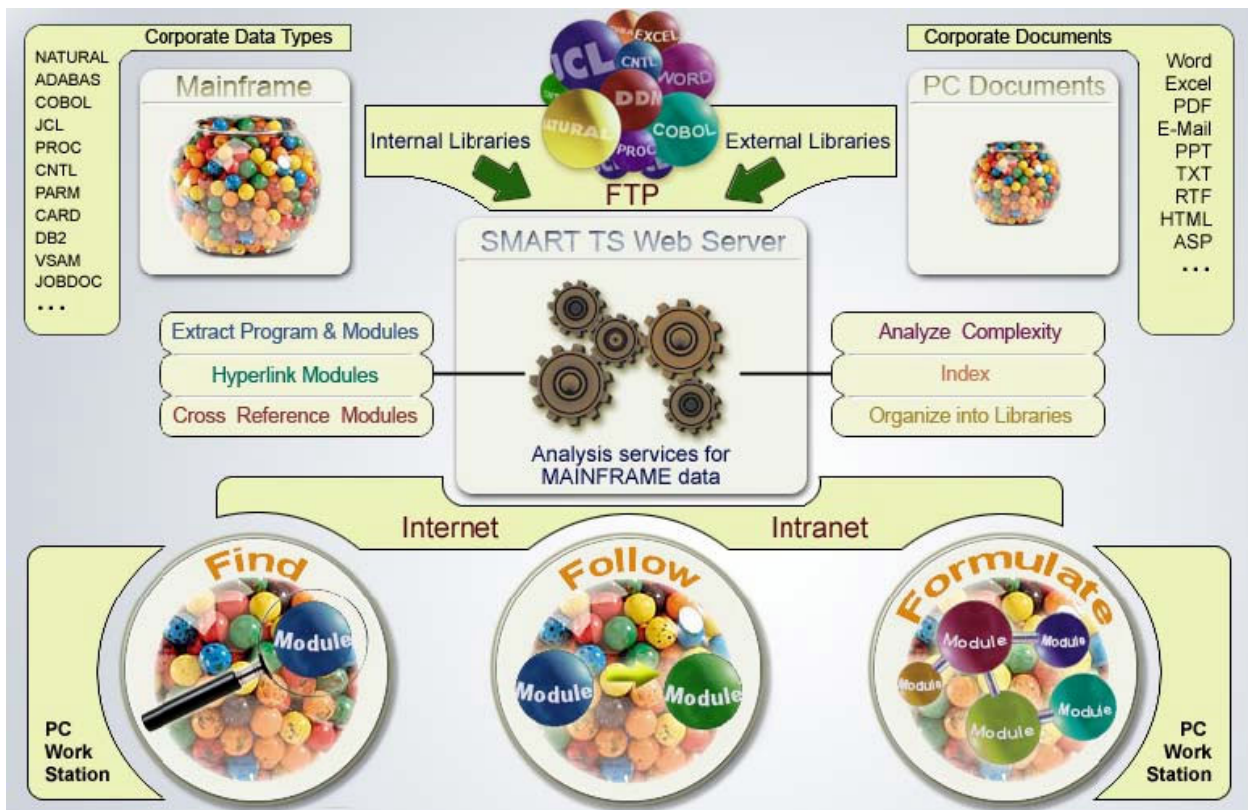 Corporate Data Types
NATURAL
ADABAS
COBOL
JCL
PROC
CNTL
PARM
CARD
DB2
VSAM
JOBDOC
...
Mainframe
EXCEL
JCL
CNTL
WORD
DDM
ATURAL
COBOL
PROC
Internal Libraries
External Libraries
FTP
Corporate Documents
PC Documents
Word
Excel
PDF
E-Mail
PPT
TXT
RTF
HTML
ASP
...
SMART TS Web Server
Analysis services for
MAINFRAME data
Extract Program & Modules
Hyperlink Modules
Cross Reference Modules
Analyze Complexity
Index
Organize into Libraries
Internet
Intranet
Find
Module
Follow
Module
Module
Formulate
Module
Module
Module
Module
Module
PC
Work
Station
PC
Work
Station